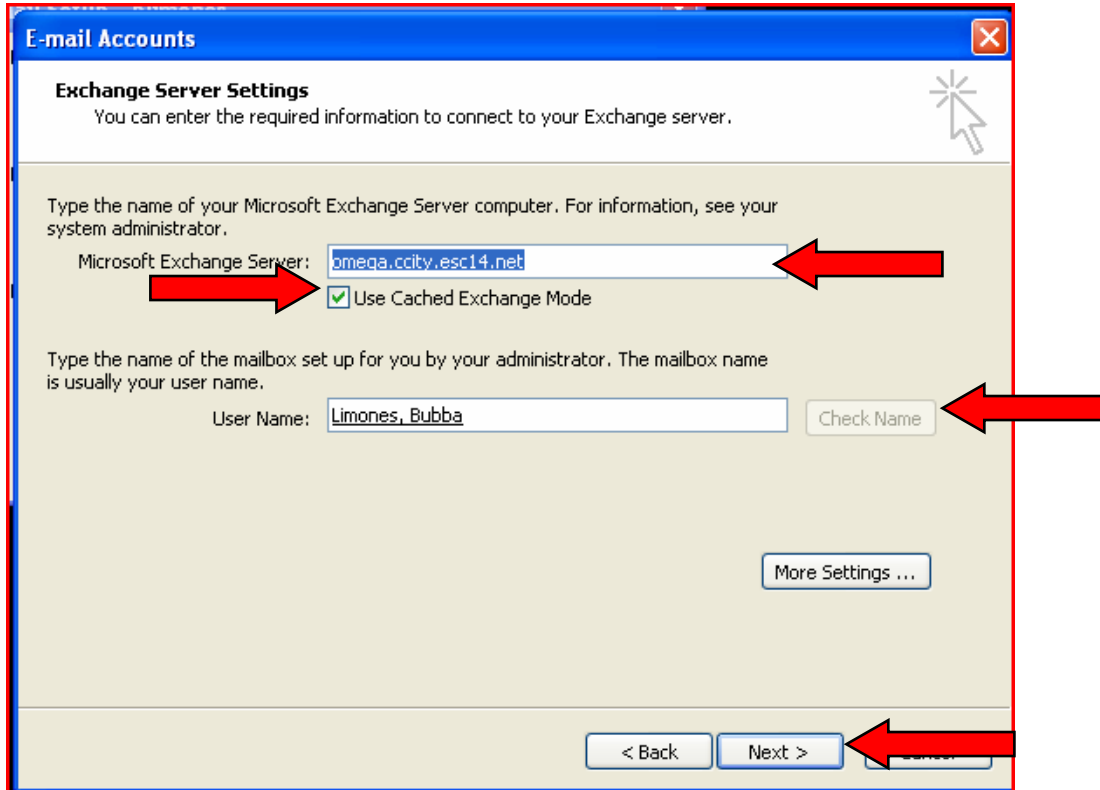 E-mail Accounts
Exchange Server Settings
You can enter the required information to connect to your Exchange server.
Type the name of your Microsoft Exchange Server computer. For information, see your
system administrator.
Microsoft Exchange Server: omega.ccity.esc14.net
Use Cached Exchange Mode
Type the name of the mailbox set up for you by your administrator. The mailbox name
is usually your user name.
User Name: Limones, Bubba Check Name
More Settings ...
< Back Next >